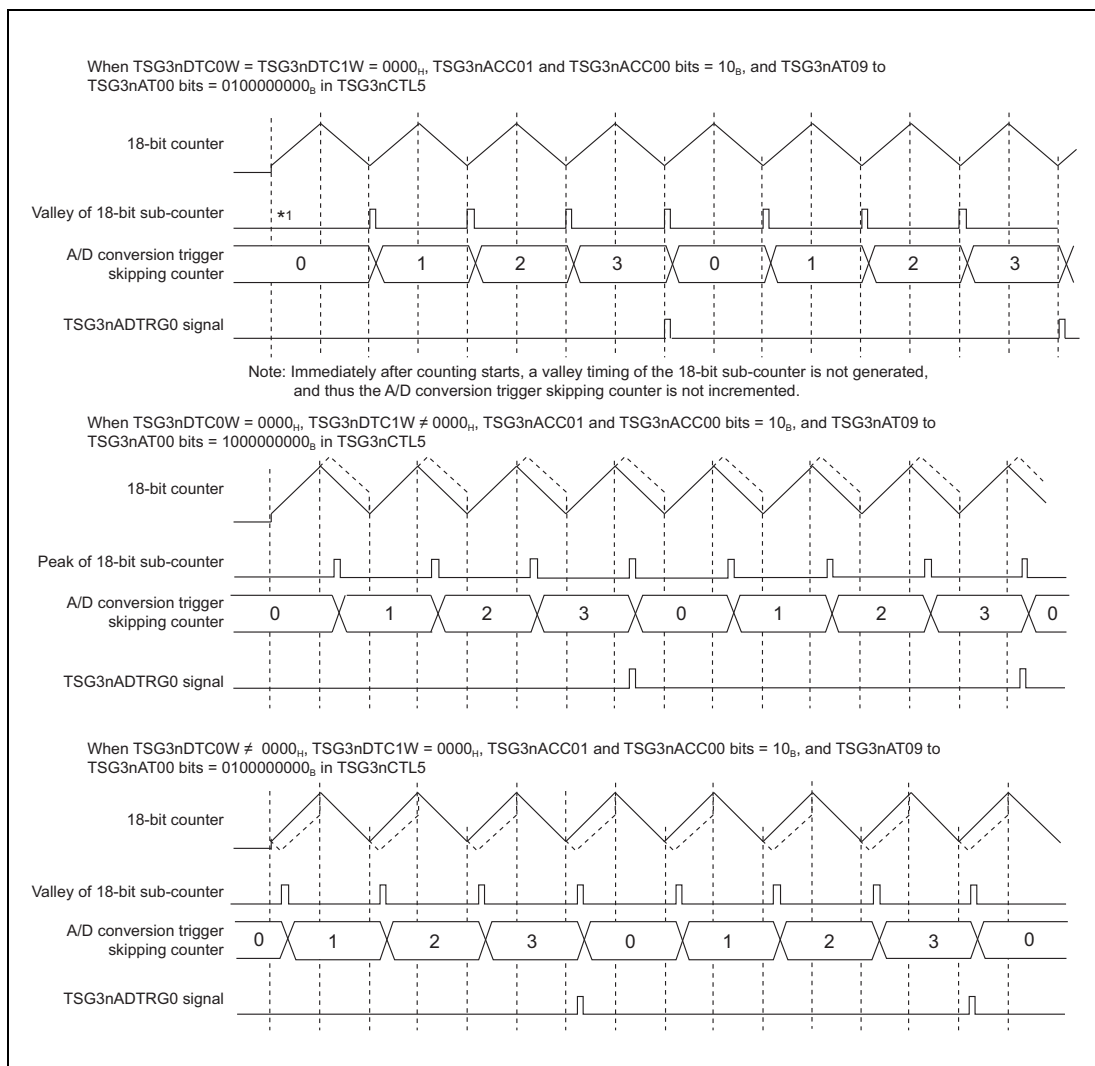 When TSG3nDTC0W = TSG3nDTC1W = 0000H, TSG3nACC01 and TSG3nACC00 bits = 10B, and TSG3nAT09 to
TSG3nAT00 bits = 0100000000B in TSG3nCTL5
18-bit counter
Valley of 18-bit sub-counter
*1
A/D conversion trigger
skipping counter
0 1 2 3 0 1 2 3
TSG3nADTRG0 signal
Note: Immediately after counting starts, a valley timing of the 18-bit sub-counter is not generated,
and thus the A/D conversion trigger skipping counter is not incremented.
When TSG3nDTC0W = 0000H, TSG3nDTC1W ≠ 0000H, TSG3nACC01 and TSG3nACC00 bits = 10B, and TSG3nAT09 to
TSG3nAT00 bits = 1000000000B in TSG3nCTL5
18-bit counter
Peak of 18-bit sub-counter
A/D conversion trigger
skipping counter
0 1 2 3 0 1 2 3 0
TSG3nADTRG0 signal
When TSG3nDTC0W ≠ 0000H, TSG3nDTC1W = 0000H, TSG3nACC01 and TSG3nACC00 bits = 10B, and TSG3nAT09 to
TSG3nAT00 bits = 0100000000B in TSG3nCTL5
18-bit counter
Valley of 18-bit sub-counter
A/D conversion trigger
skipping counter
0 1 2 3 0 1 2 3 0
TSG3nADTRG0 signal